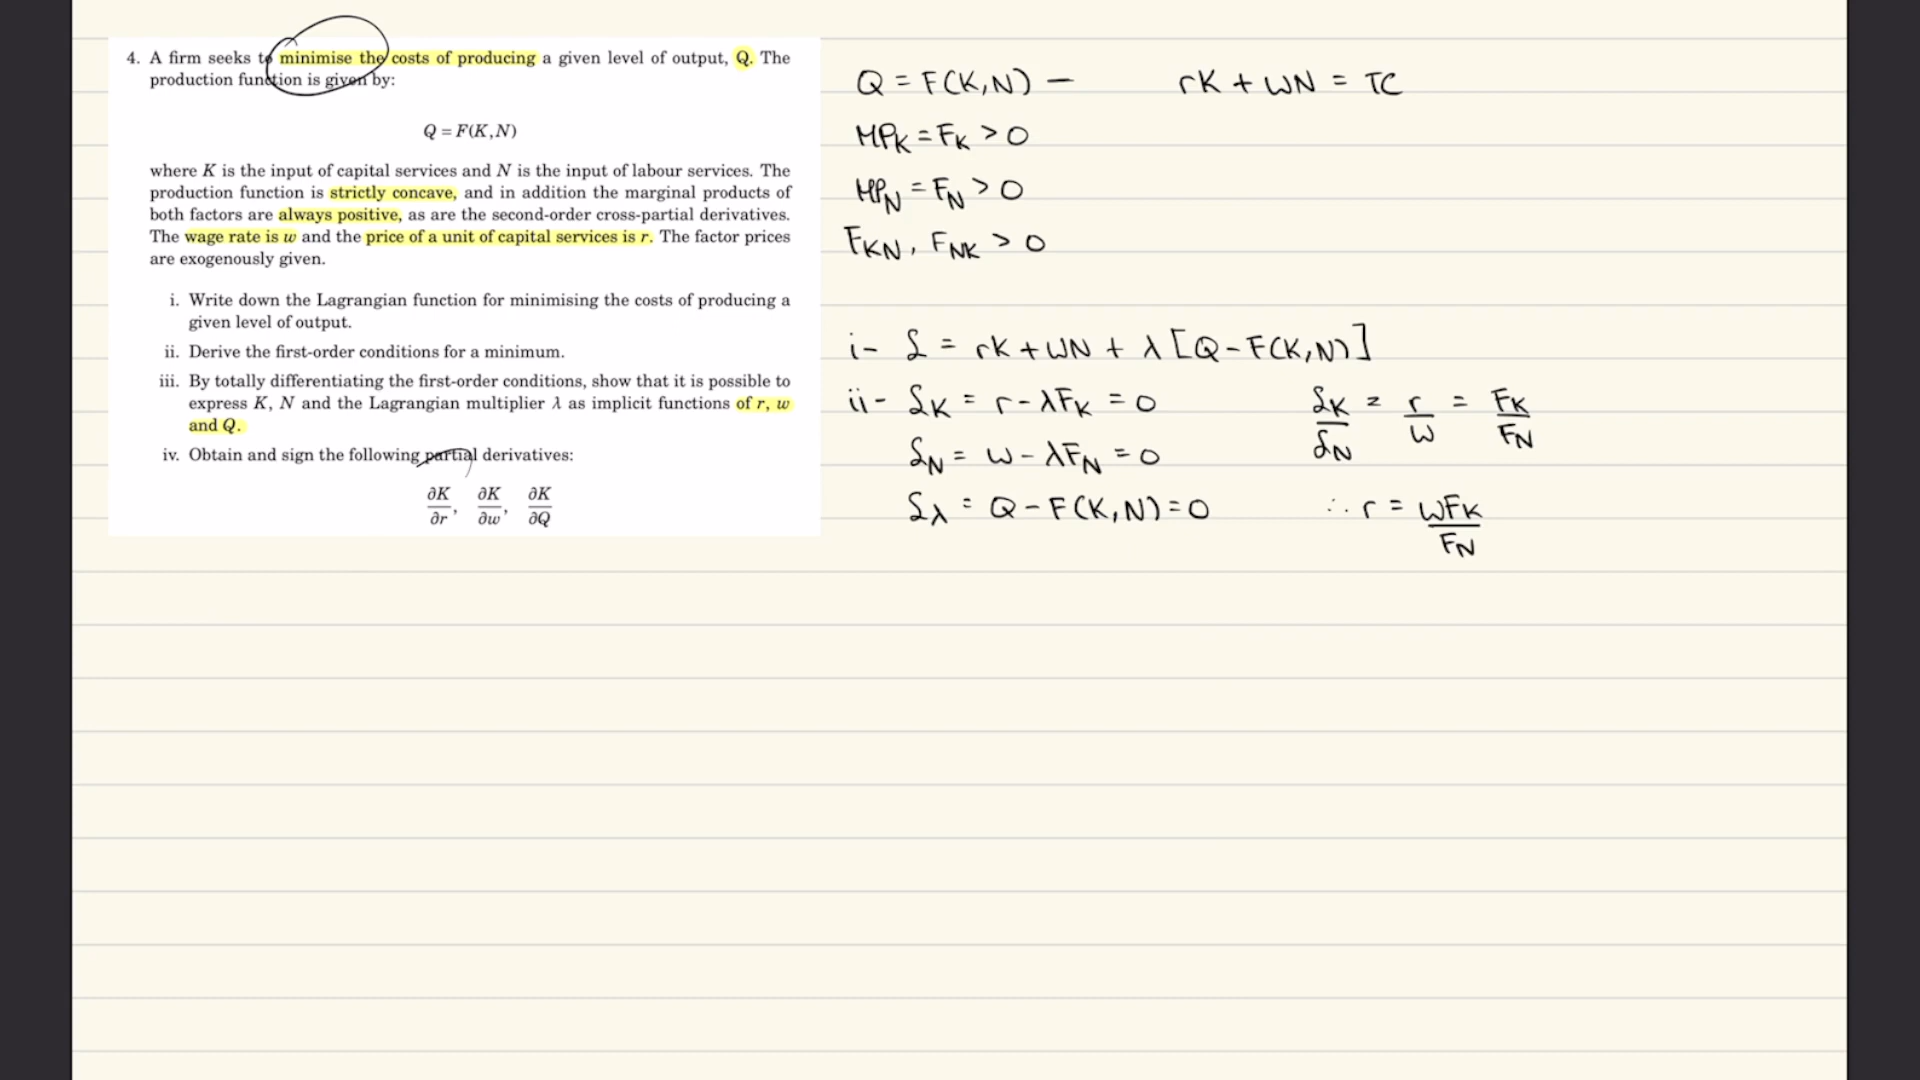 4. A firm seeks to minimise the costs of producing a given level of output, Q. The
production function is given by:
Q = F(K,N)
where K is the input of capital services and N is the input of labour services. The
production function is strictly concave, and in addition the marginal products of
both factors are always positive, as are the second-order cross-partial derivatives.
The wage rate is w and the price of a unit of capital services is r. The factor prices
are exogenously given.
i. Write down the Lagrangian function for minimising the costs of producing a
given level of output.
ii. Derive the first-order conditions for a minimum.
iii. By totally differentiating the first-order conditions, show that it is possible to
express K, N and the Lagrangian multiplier λ as implicit functions of r, w
and Q.
iv. Obtain and sign the following partial derivatives:
∂K/∂r, ∂K/∂w, ∂K/∂Q
Q = F(K,N) — rK + wN = TC
MPK = FK > 0
MPN = FN > 0
FKN, FNK > 0
i- L = rK + wN + λ[Q - F(K,N)]
ii- LK = r - λFK = 0 LK/LN = r/w = FK/FN
LN = w - λFN = 0
Lλ = Q - F(K,N) = 0 ∴ r = wFK/FN